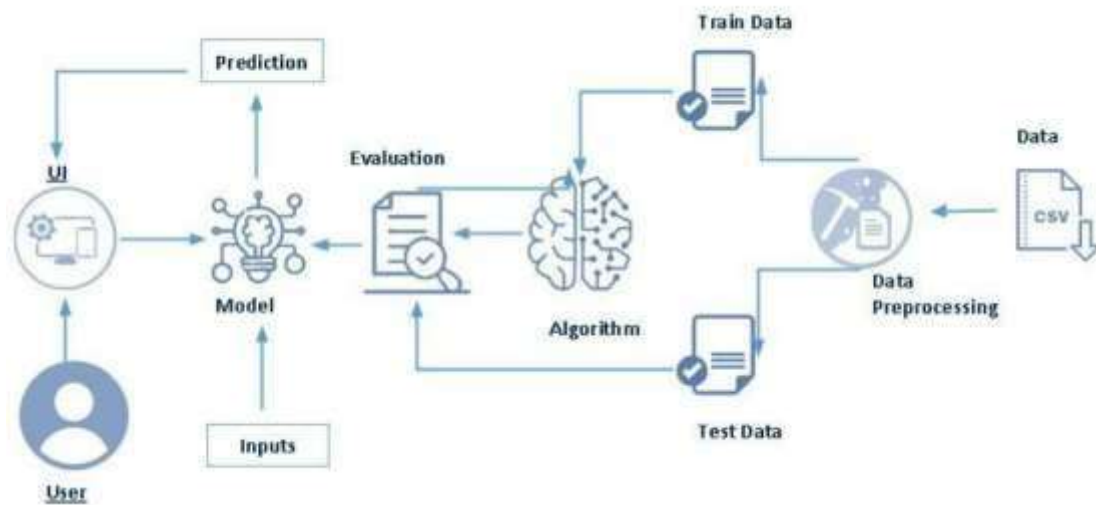 Train Data
Prediction
Data
Evaluation
UI
CSV
Data
Preprocessing
Model
Algorithm
Test Data
Inputs
User